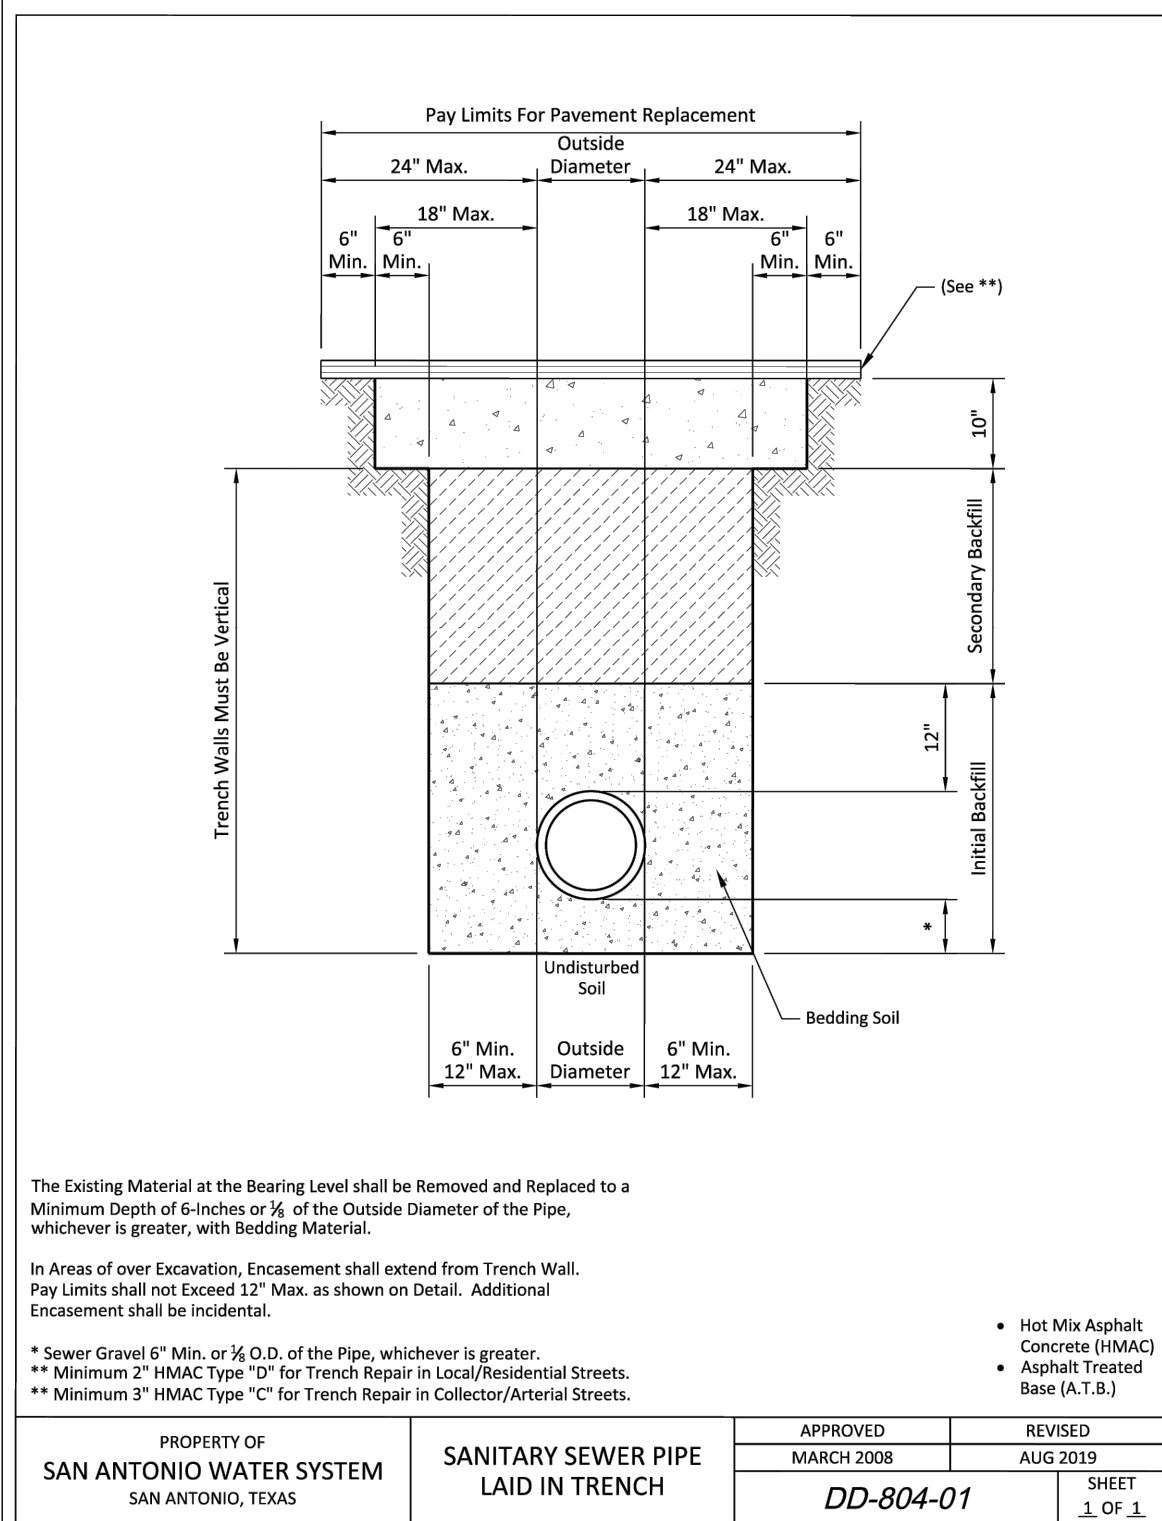 Pay Limits For Pavement Replacement
Outside
Diameter
24" Max.
24" Max.
18" Max.
18" Max.
6"
Min.
6"
Min.
6"
Min.
6"
Min.
(See **)
10"
Secondary Backfill
Trench Walls Must Be Vertical
12"
Initial Backfill
*
Undisturbed
Soil
Bedding Soil
6" Min.
12" Max.
Outside
Diameter
6" Min.
12" Max.
The Existing Material at the Bearing Level shall be Removed and Replaced to a
Minimum Depth of 6-Inches or ⅛ of the Outside Diameter of the Pipe,
whichever is greater, with Bedding Material.
In Areas of over Excavation, Encasement shall extend from Trench Wall.
Pay Limits shall not Exceed 12" Max. as shown on Detail. Additional
Encasement shall be incidental.
* Sewer Gravel 6" Min. or ⅛ O.D. of the Pipe, whichever is greater.
** Minimum 2" HMAC Type "D" for Trench Repair in Local/Residential Streets.
** Minimum 3" HMAC Type "C" for Trench Repair in Collector/Arterial Streets.
• Hot Mix Asphalt
Concrete (HMAC)
• Asphalt Treated
Base (A.T.B.)
PROPERTY OF
SAN ANTONIO WATER SYSTEM
SAN ANTONIO, TEXAS
SANITARY SEWER PIPE
LAID IN TRENCH
APPROVED
MARCH 2008
REVISED
AUG 2019
DD-804-01
SHEET
1 OF 1